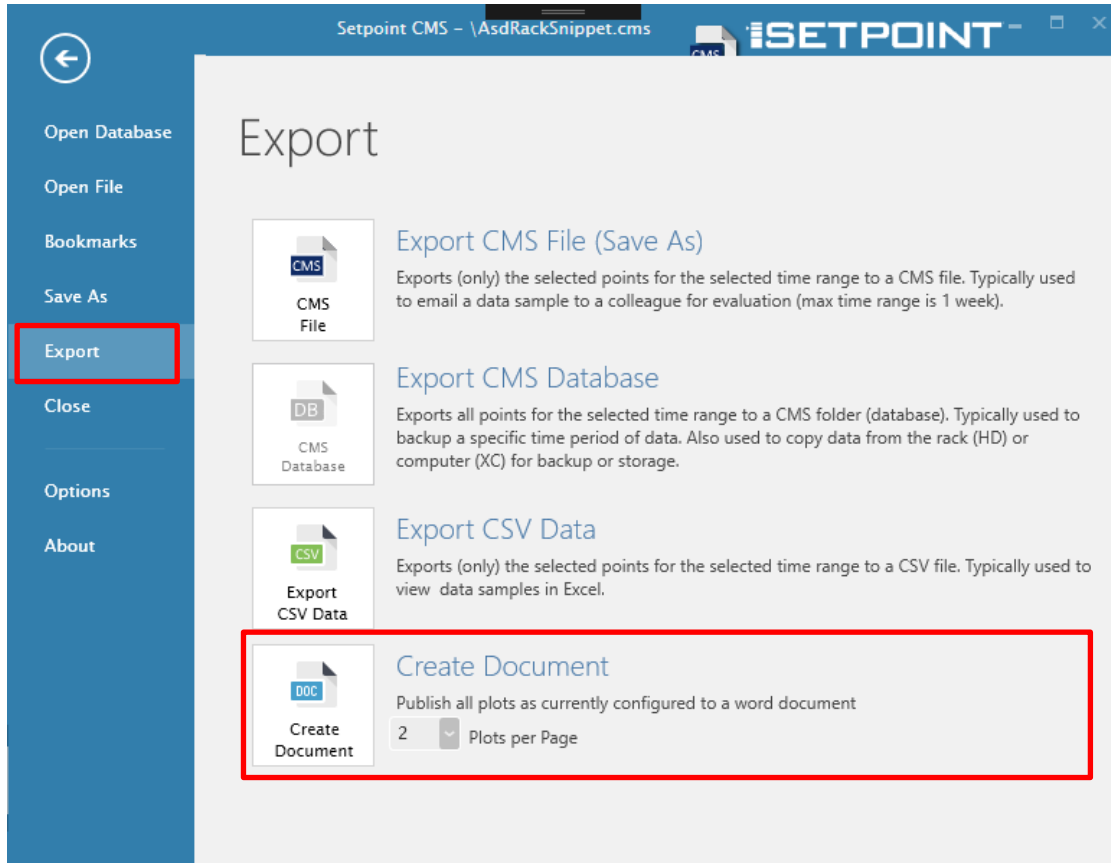 Setpoint CMS – \AsdRackSnippet.cms
SETPOINT
CMS
Open Database
Open File
Bookmarks
Save As
Export
Close
Options
About
Export
CMS
CMS
File
Export CMS File (Save As)
Exports (only) the selected points for the selected time range to a CMS file. Typically used
to email a data sample to a colleague for evaluation (max time range is 1 week).
DB
CMS
Database
Export CMS Database
Exports all points for the selected time range to a CMS folder (database). Typically used to
backup a specific time period of data. Also used to copy data from the rack (HD) or
computer (XC) for backup or storage.
CSV
Export
CSV Data
Export CSV Data
Exports (only) the selected points for the selected time range to a CSV file. Typically used to
view  data samples in Excel.
DOC
Create
Document
Create Document
Publish all plots as currently configured to a word document
2 Plots per Page